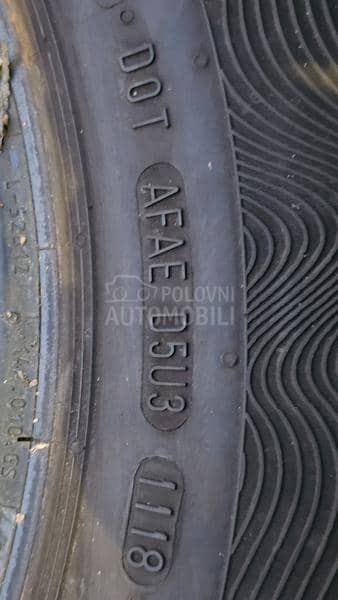 DOT
AFAE D5U3
1118
POLOVNI
AUTOMOBILI